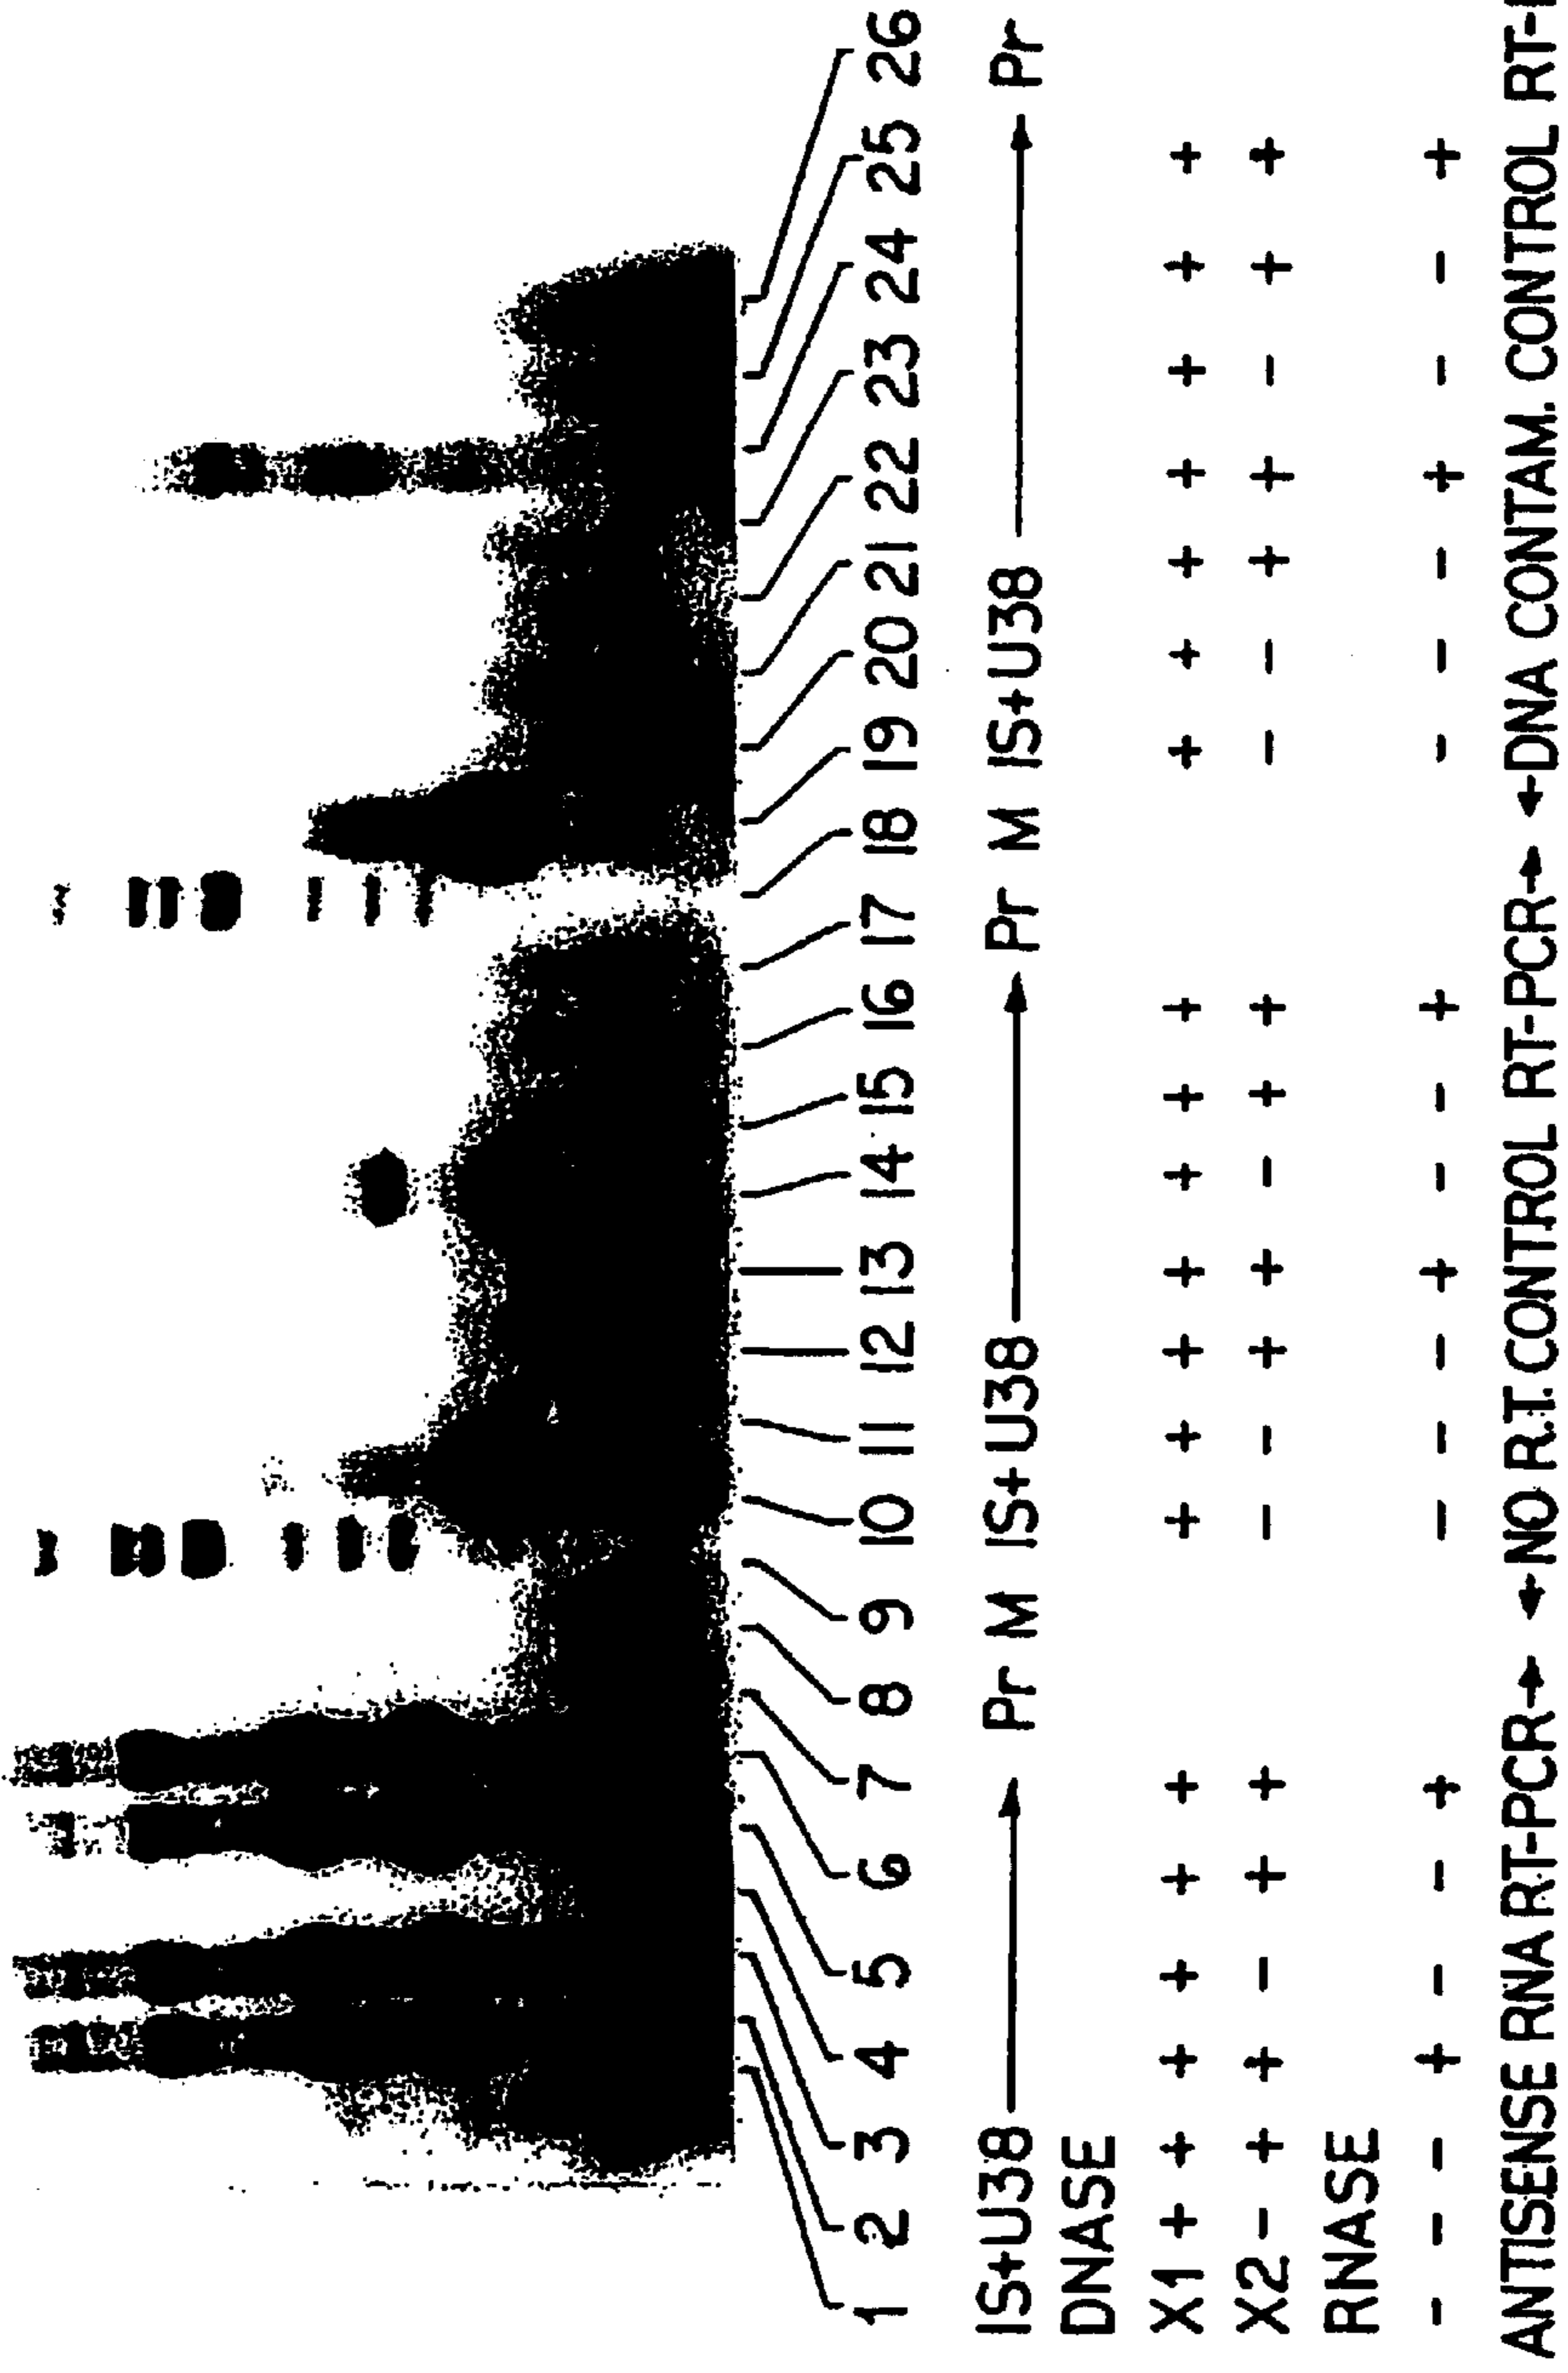 1 2 3 4 5 6 7 8 9 10 11 12 13 14 15 16 17 18 19 20 21 22 23 24 25 26
IS+U38 → Pr M IS+U38 → Pr M IS+U38 → Pr
DNASE
X1 + + + + + + + + + + + + + + + + + + + +
X2 - + + - + + - - + + - + + - - + + - + +
RNASE
- - - + - - + - - - + - - + - - - + - - +
ANTISENSE RNA RT-PCR→ ←NO R.T. CONTROL RT-PCR→ ←DNA CONTAM. CONTROL RT-